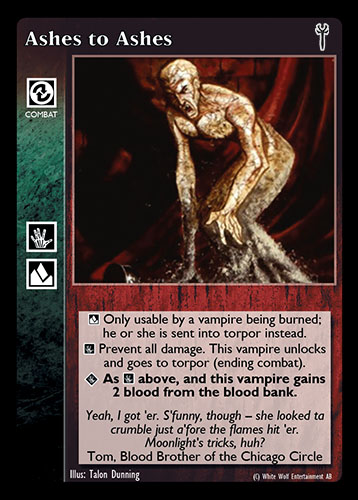 Ashes to Ashes
COMBAT
Only usable by a vampire being burned;
he or she is sent into torpor instead.
Prevent all damage. This vampire unlocks
and goes to torpor (ending combat).
As above, and this vampire gains
2 blood from the blood bank.
Yeah, I got 'er. S'funny, though – she looked ta
crumble just a'fore the flames hit 'er.
Moonlight's tricks, huh?
Tom, Blood Brother of the Chicago Circle
Illus: Talon Dunning
(C) White Wolf Entertainment AB